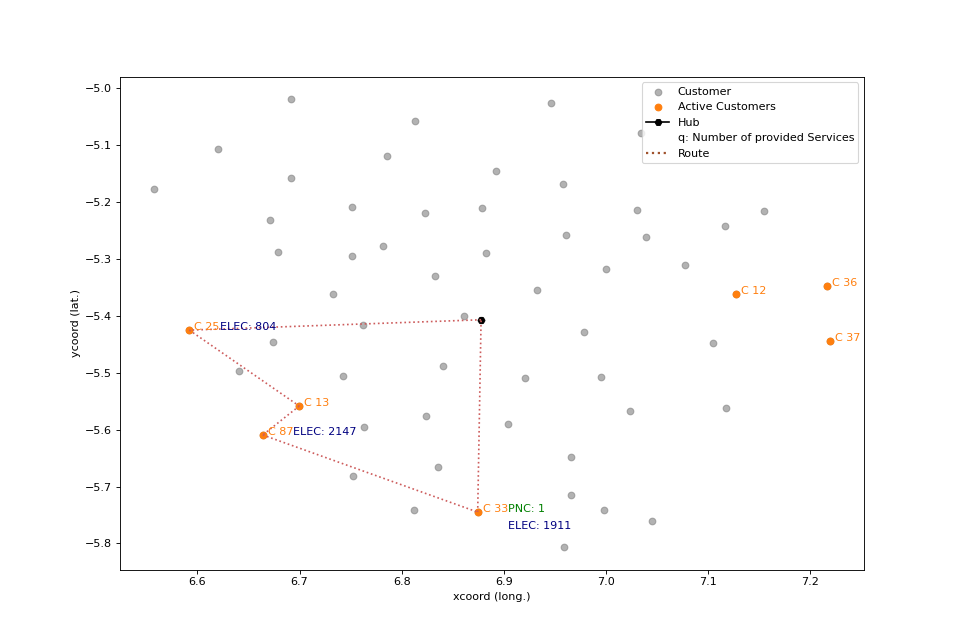 −5.0
−5.1
−5.2
−5.3
−5.4
−5.5
−5.6
−5.7
−5.8
ycoord (lat.)
Customer
Active Customers
Hub
q: Number of provided Services
Route
C 36
C 12
C 25 ELEC: 804
C 37
C 13
C 87 ELEC: 2147
C 33 PNC: 1
ELEC: 1911
6.6 6.7 6.8 6.9 7.0 7.1 7.2
xcoord (long.)